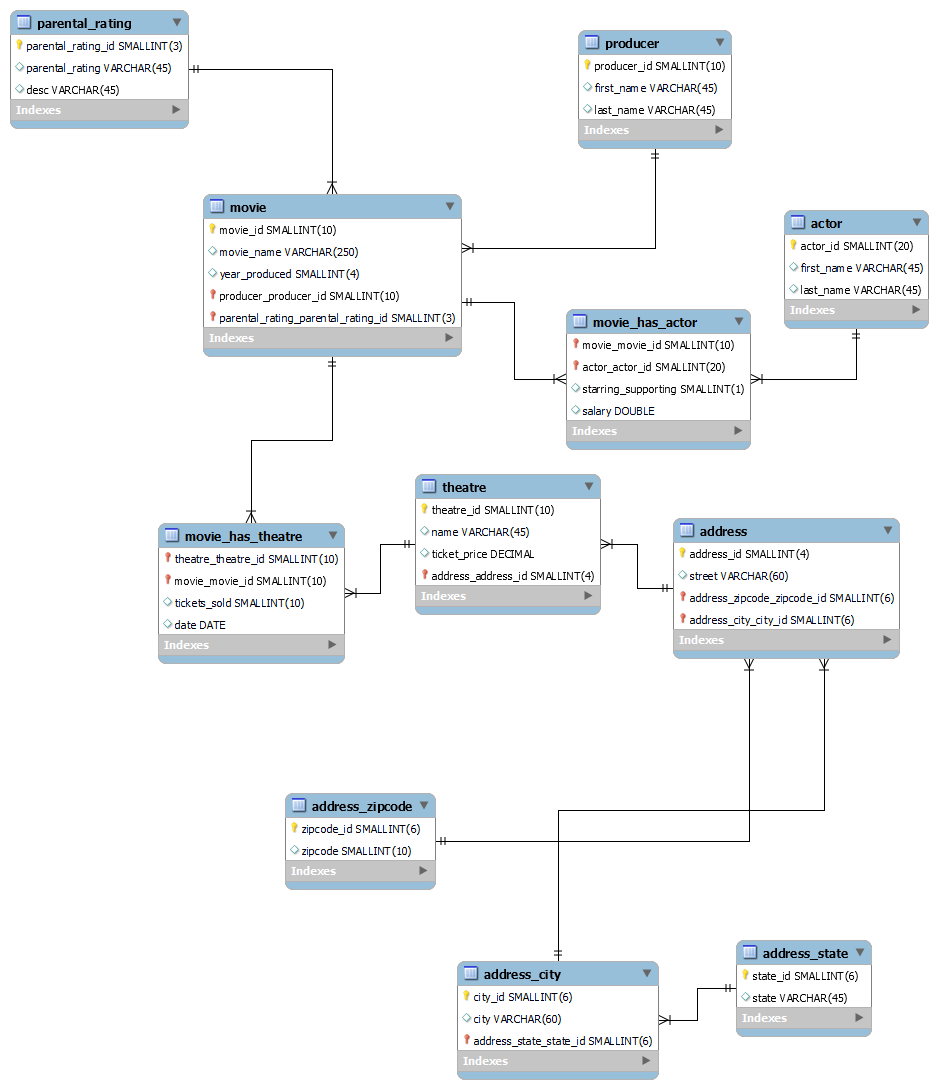 parental_rating
parental_rating_id SMALLINT(3)
parental_rating VARCHAR(45)
desc VARCHAR(45)
Indexes
producer
producer_id SMALLINT(10)
first_name VARCHAR(45)
last_name VARCHAR(45)
Indexes
movie
movie_id SMALLINT(10)
movie_name VARCHAR(250)
year_produced SMALLINT(4)
producer_producer_id SMALLINT(10)
parental_rating_parental_rating_id SMALLINT(3)
Indexes
actor
actor_id SMALLINT(20)
first_name VARCHAR(45)
last_name VARCHAR(45)
Indexes
movie_has_actor
movie_movie_id SMALLINT(10)
actor_actor_id SMALLINT(20)
starring_supporting SMALLINT(1)
salary DOUBLE
Indexes
theatre
theatre_id SMALLINT(10)
name VARCHAR(45)
ticket_price DECIMAL
address_address_id SMALLINT(4)
Indexes
movie_has_theatre
theatre_theatre_id SMALLINT(10)
movie_movie_id SMALLINT(10)
tickets_sold SMALLINT(10)
date DATE
Indexes
address
address_id SMALLINT(4)
street VARCHAR(60)
address_zipcode_zipcode_id SMALLINT(6)
address_city_city_id SMALLINT(6)
Indexes
address_zipcode
zipcode_id SMALLINT(6)
zipcode SMALLINT(10)
Indexes
address_city
city_id SMALLINT(6)
city VARCHAR(60)
address_state_state_id SMALLINT(6)
Indexes
address_state
state_id SMALLINT(6)
state VARCHAR(45)
Indexes